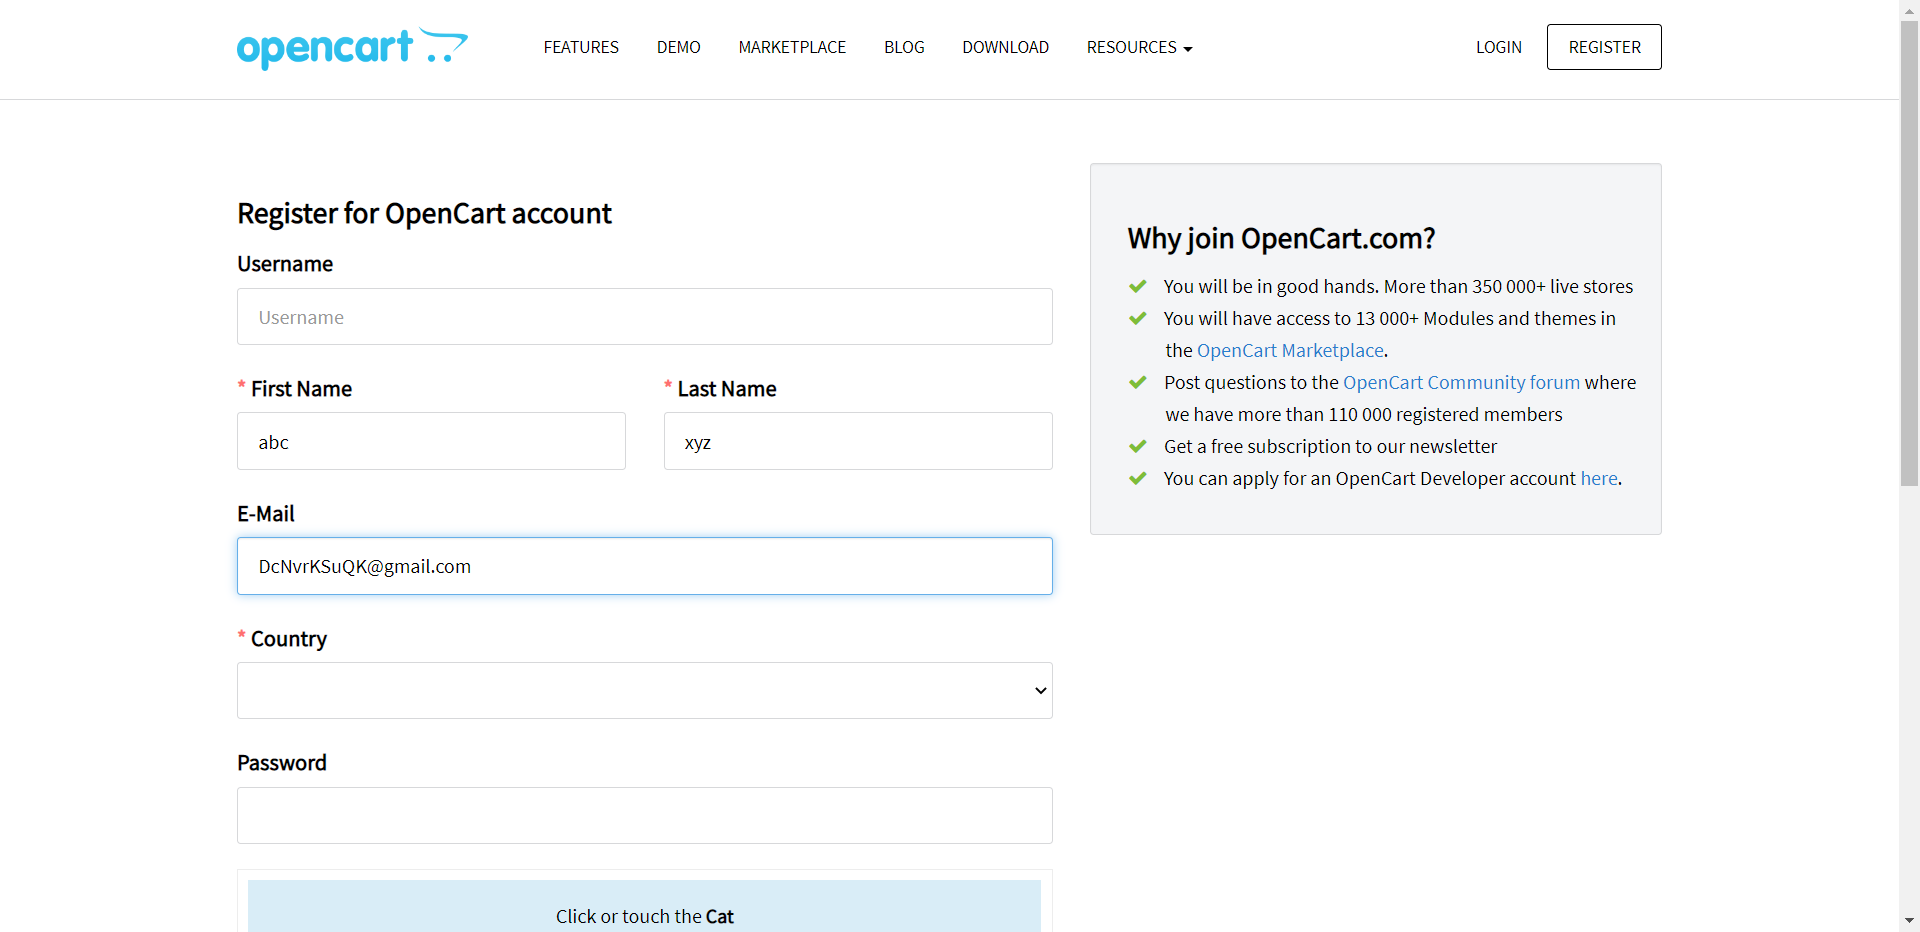 opencart
FEATURES
DEMO
MARKETPLACE
BLOG
DOWNLOAD
RESOURCES
LOGIN
REGISTER
Register for OpenCart account
Username
Username
* First Name
* Last Name
abc
xyz
E-Mail
DcNvrKSuQK@gmail.com
* Country
Password
Click or touch the Cat
Why join OpenCart.com?
You will be in good hands. More than 350 000+ live stores
You will have access to 13 000+ Modules and themes in
the OpenCart Marketplace.
Post questions to the OpenCart Community forum where
we have more than 110 000 registered members
Get a free subscription to our newsletter
You can apply for an OpenCart Developer account here.